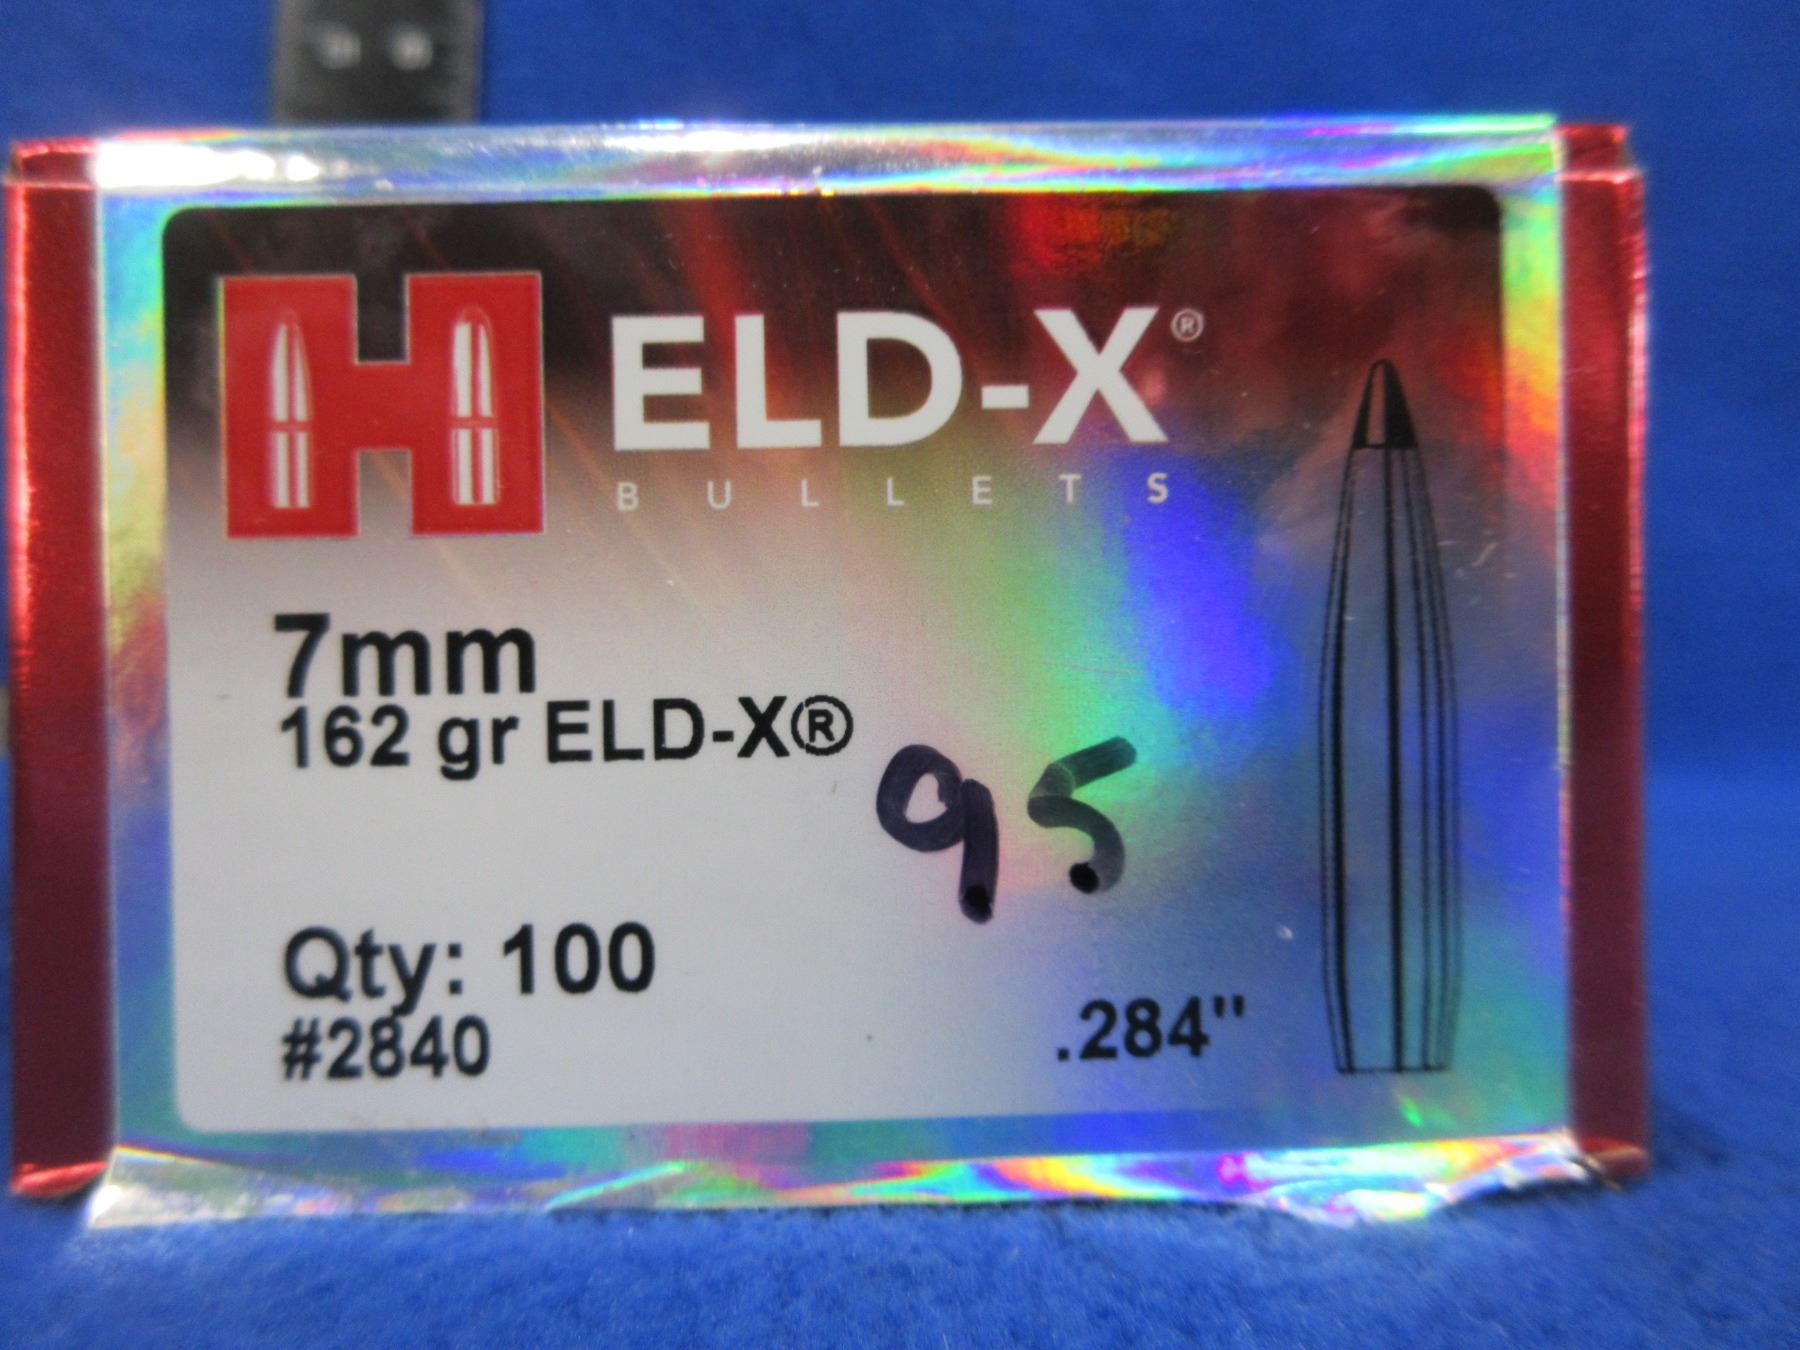 H ELD-X®
BULLETS
7mm
162 gr ELD-X®
95
Qty: 100
#2840
.284"